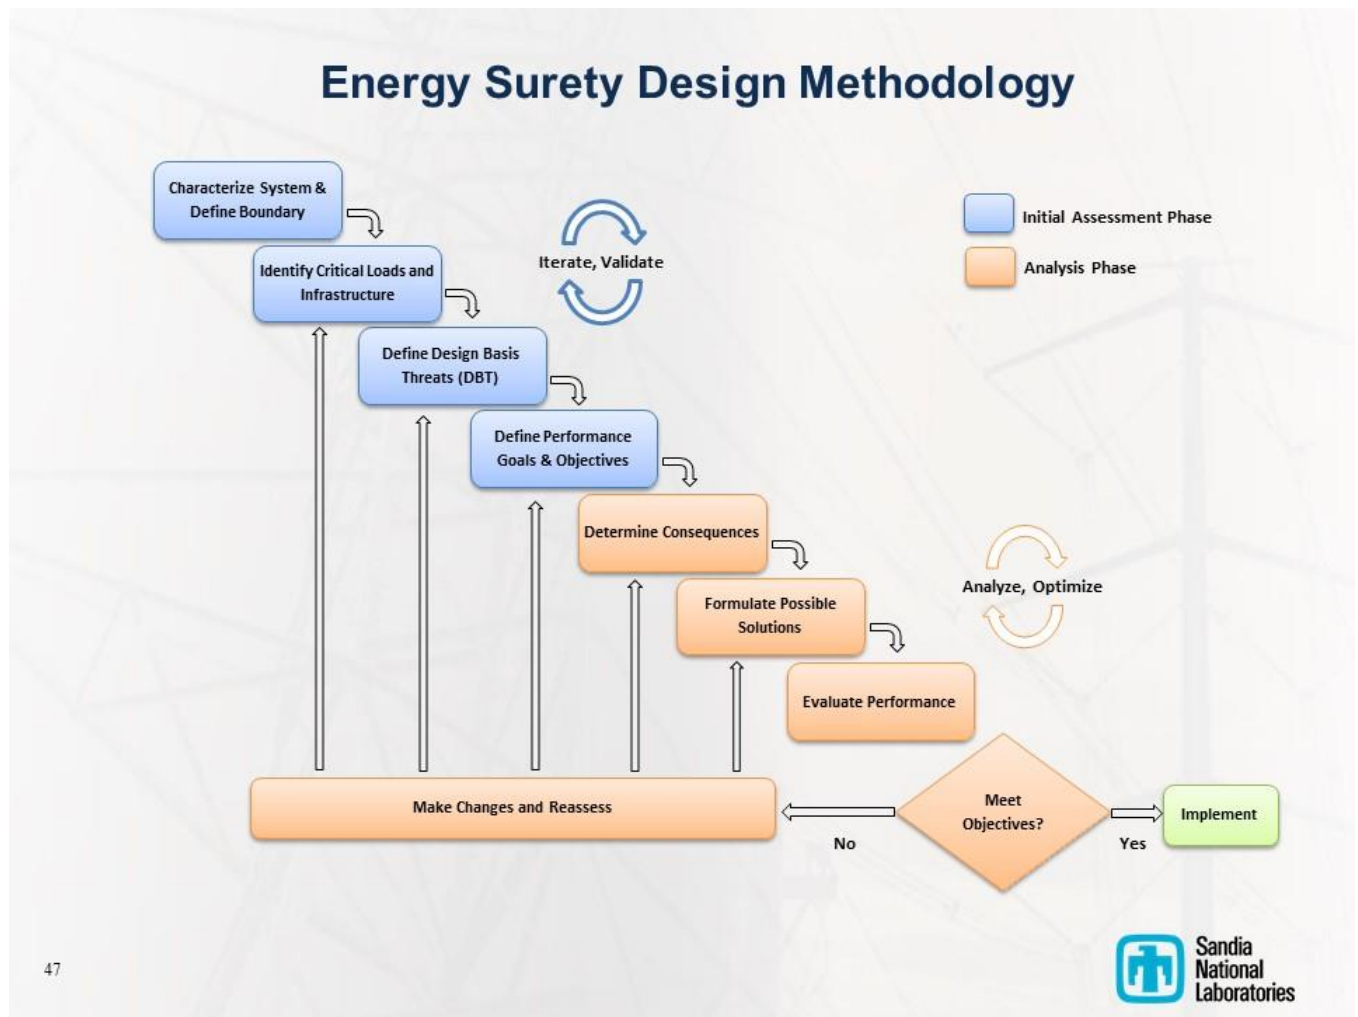 Energy Surety Design Methodology
Characterize System &
Define Boundary
Identify Critical Loads and
Infrastructure
Iterate, Validate
Initial Assessment Phase
Analysis Phase
Define Design Basis
Threats (DBT)
Define Performance
Goals & Objectives
Determine Consequences
Formulate Possible
Solutions
Analyze, Optimize
Evaluate Performance
Make Changes and Reassess
Meet
Objectives?
No
Yes
Implement
47
Sandia
National
Laboratories